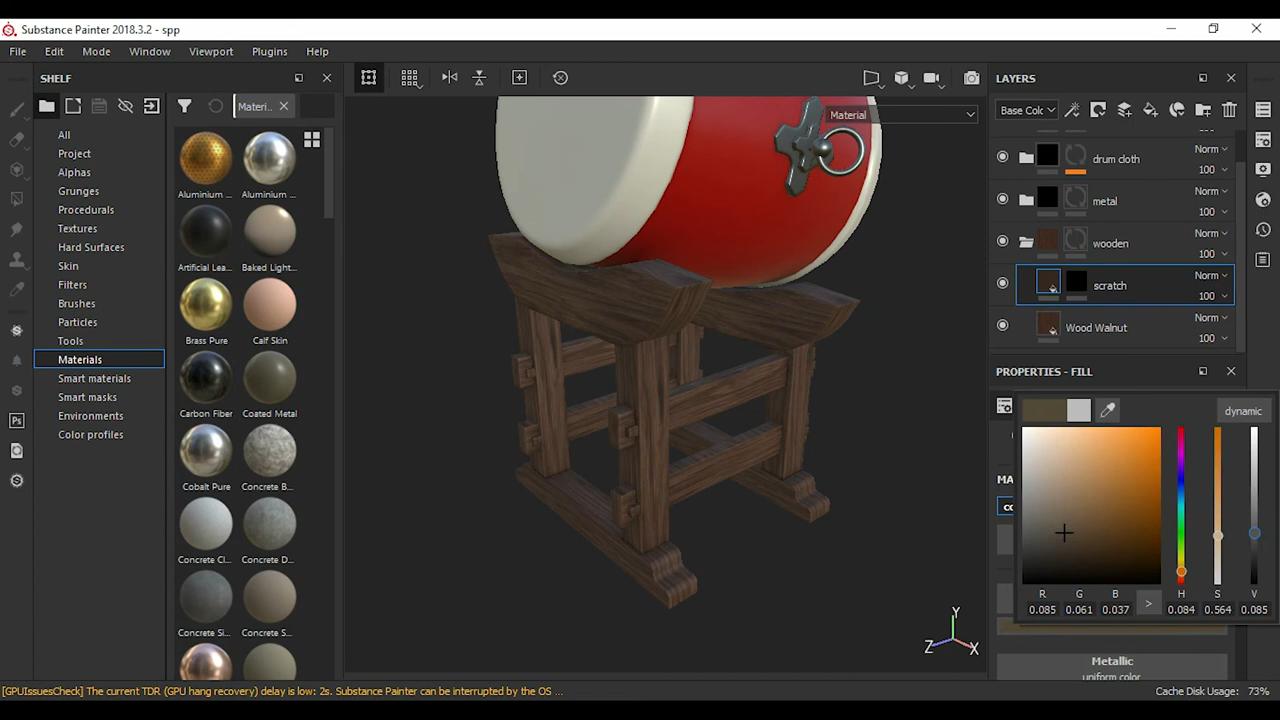 Substance Painter 2018.3.2 - spp
File Edit Mode Window Viewport Plugins Help
SHELF
Materi..
All
Project
Alphas
Grunges
Procedurals
Textures
Hard Surfaces
Skin
Filters
Brushes
Particles
Tools
Materials
Smart materials
Smart masks
Environments
Color profiles
Aluminium ... Aluminium ...
Artificial Lea... Baked Light...
Brass Pure Calf Skin
Carbon Fiber Coated Metal
Cobalt Pure Concrete B...
Concrete Cl... Concrete D...
Concrete Si... Concrete S...
Material
Y
Z X
LAYERS
Base Colo
drum cloth Norm
100
metal Norm
100
wooden Norm
100
scratch Norm
100
Wood Walnut Norm
100
PROPERTIES - FILL
dynamic
MA
co
R G B H S V
0.085 0.061 0.037 > 0.084 0.564 0.085
Metallic
uniform color
[GPUIssuesCheck] The current TDR (GPU hang recovery) delay is low: 2s. Substance Painter can be interrupted by the OS ...
Cache Disk Usage: 73%
Ps